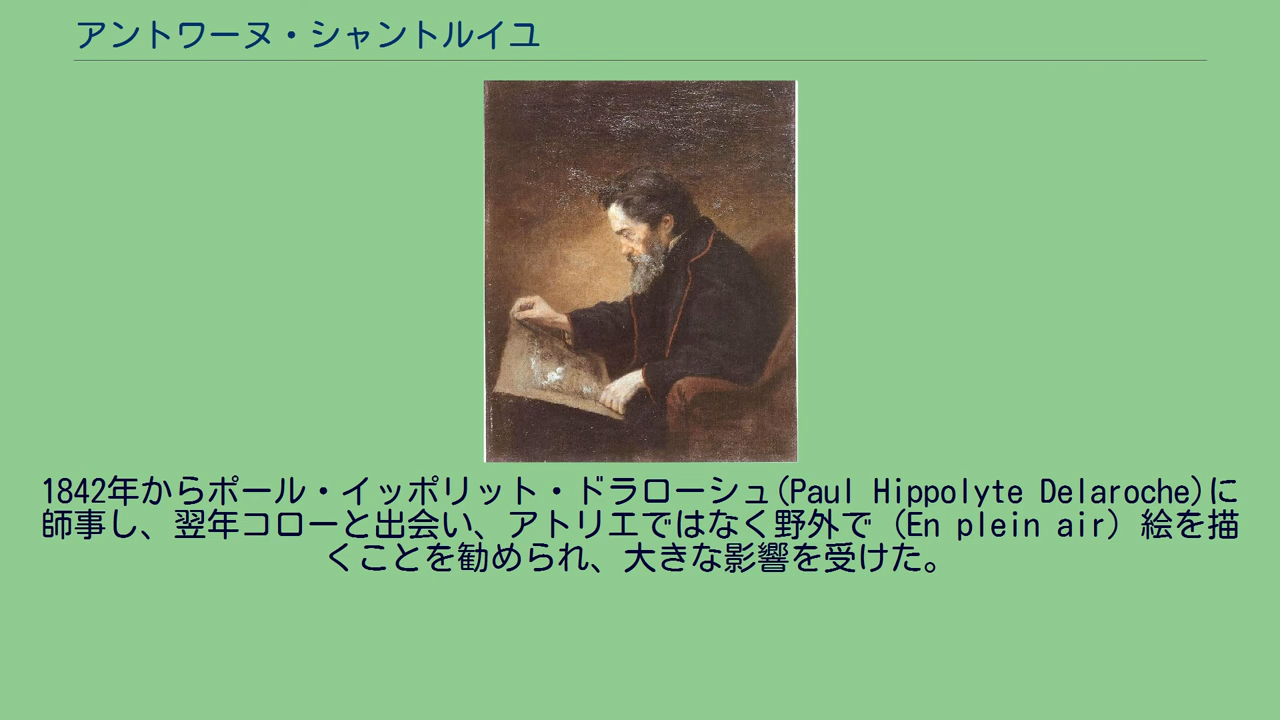 アントワーヌ・シャントルイユ
1842年からポール・イッポリット・ドラローシュ(Paul Hippolyte Delaroche)に
師事し、翌年コローと出会い、アトリエではなく野外で（En plein air）絵を描
くことを勧められ、大きな影響を受けた。